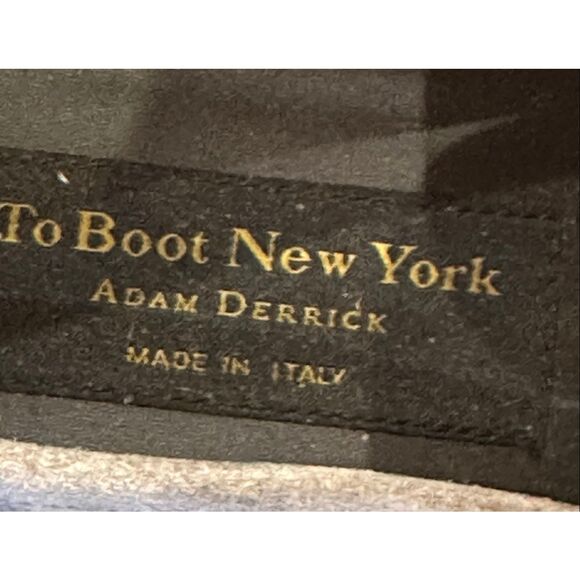 To Boot New York
ADAM DERRICK
MADE IN ITALY